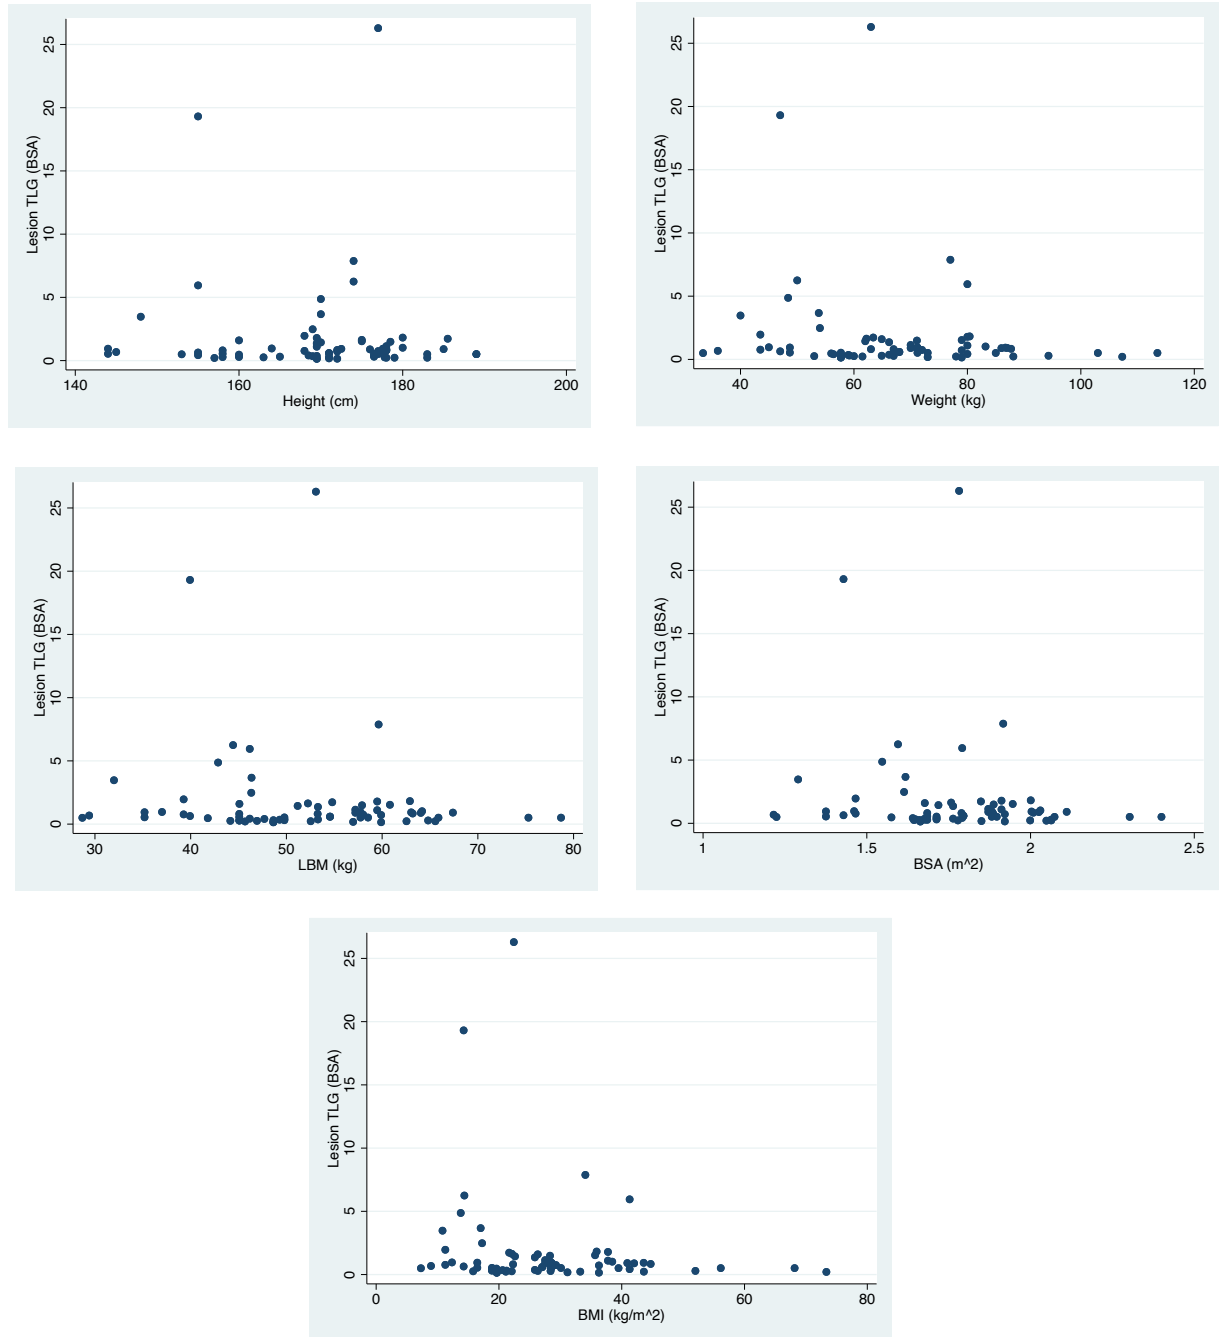 Lesion TLG (BSA)
25
20
15
10
5
0
140 160 180 200
Height (cm)
Lesion TLG (BSA)
25
20
15
10
5
0
40 60 80 100 120
Weight (kg)
Lesion TLG (BSA)
25
20
15
10
5
0
30 40 50 60 70 80
LBM (kg)
Lesion TLG (BSA)
25
20
15
10
5
0
1 1.5 2 2.5
BSA (m^2)
Lesion TLG (BSA)
25
20
15
10
5
0
0 20 40 60 80
BMI (kg/m^2)